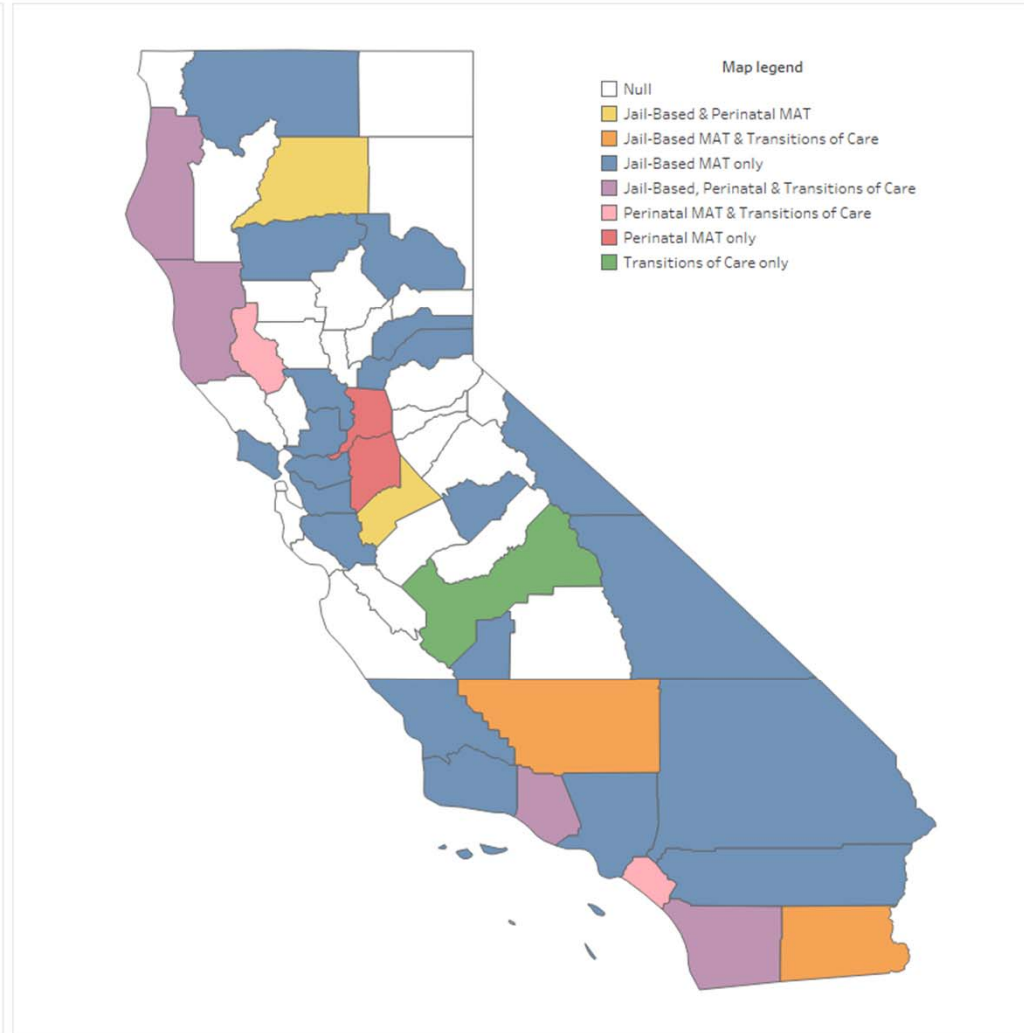 Map legend
Null
Jail-Based & Perinatal MAT
Jail-Based MAT & Transitions of Care
Jail-Based MAT only
Jail-Based, Perinatal & Transitions of Care
Perinatal MAT & Transitions of Care
Perinatal MAT only
Transitions of Care only